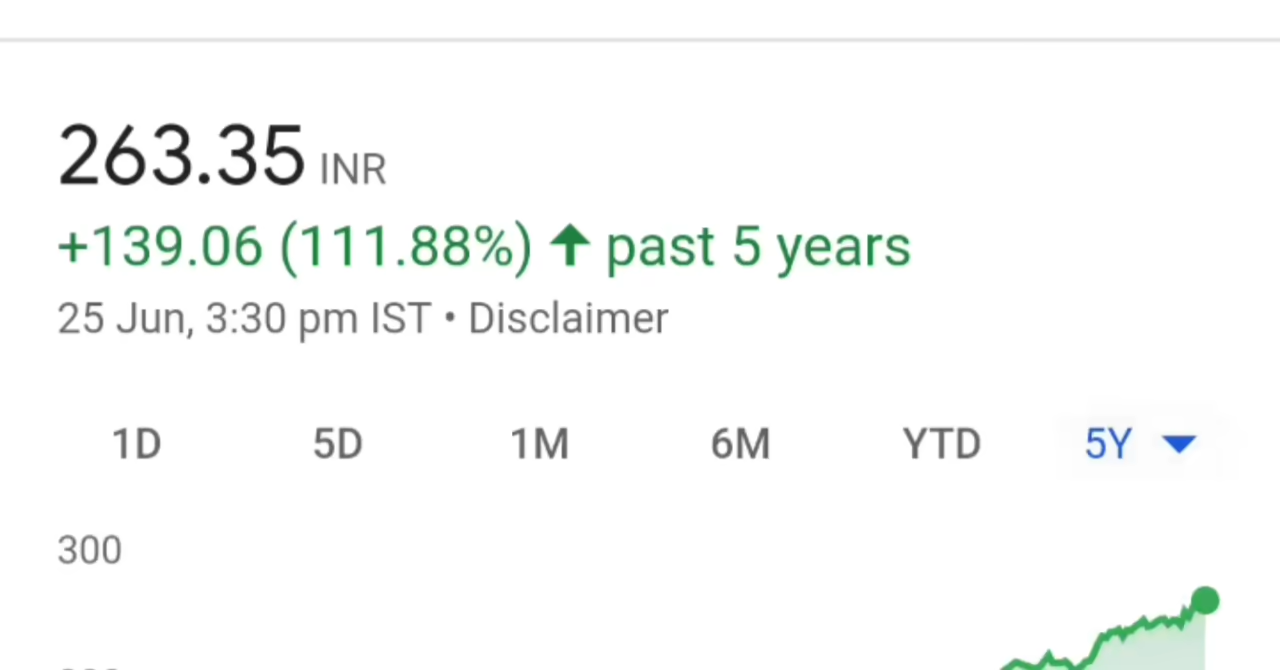 263.35 INR
+139.06 (111.88%) ↑ past 5 years
25 Jun, 3:30 pm IST • Disclaimer
1D 5D 1M 6M YTD 5Y
300